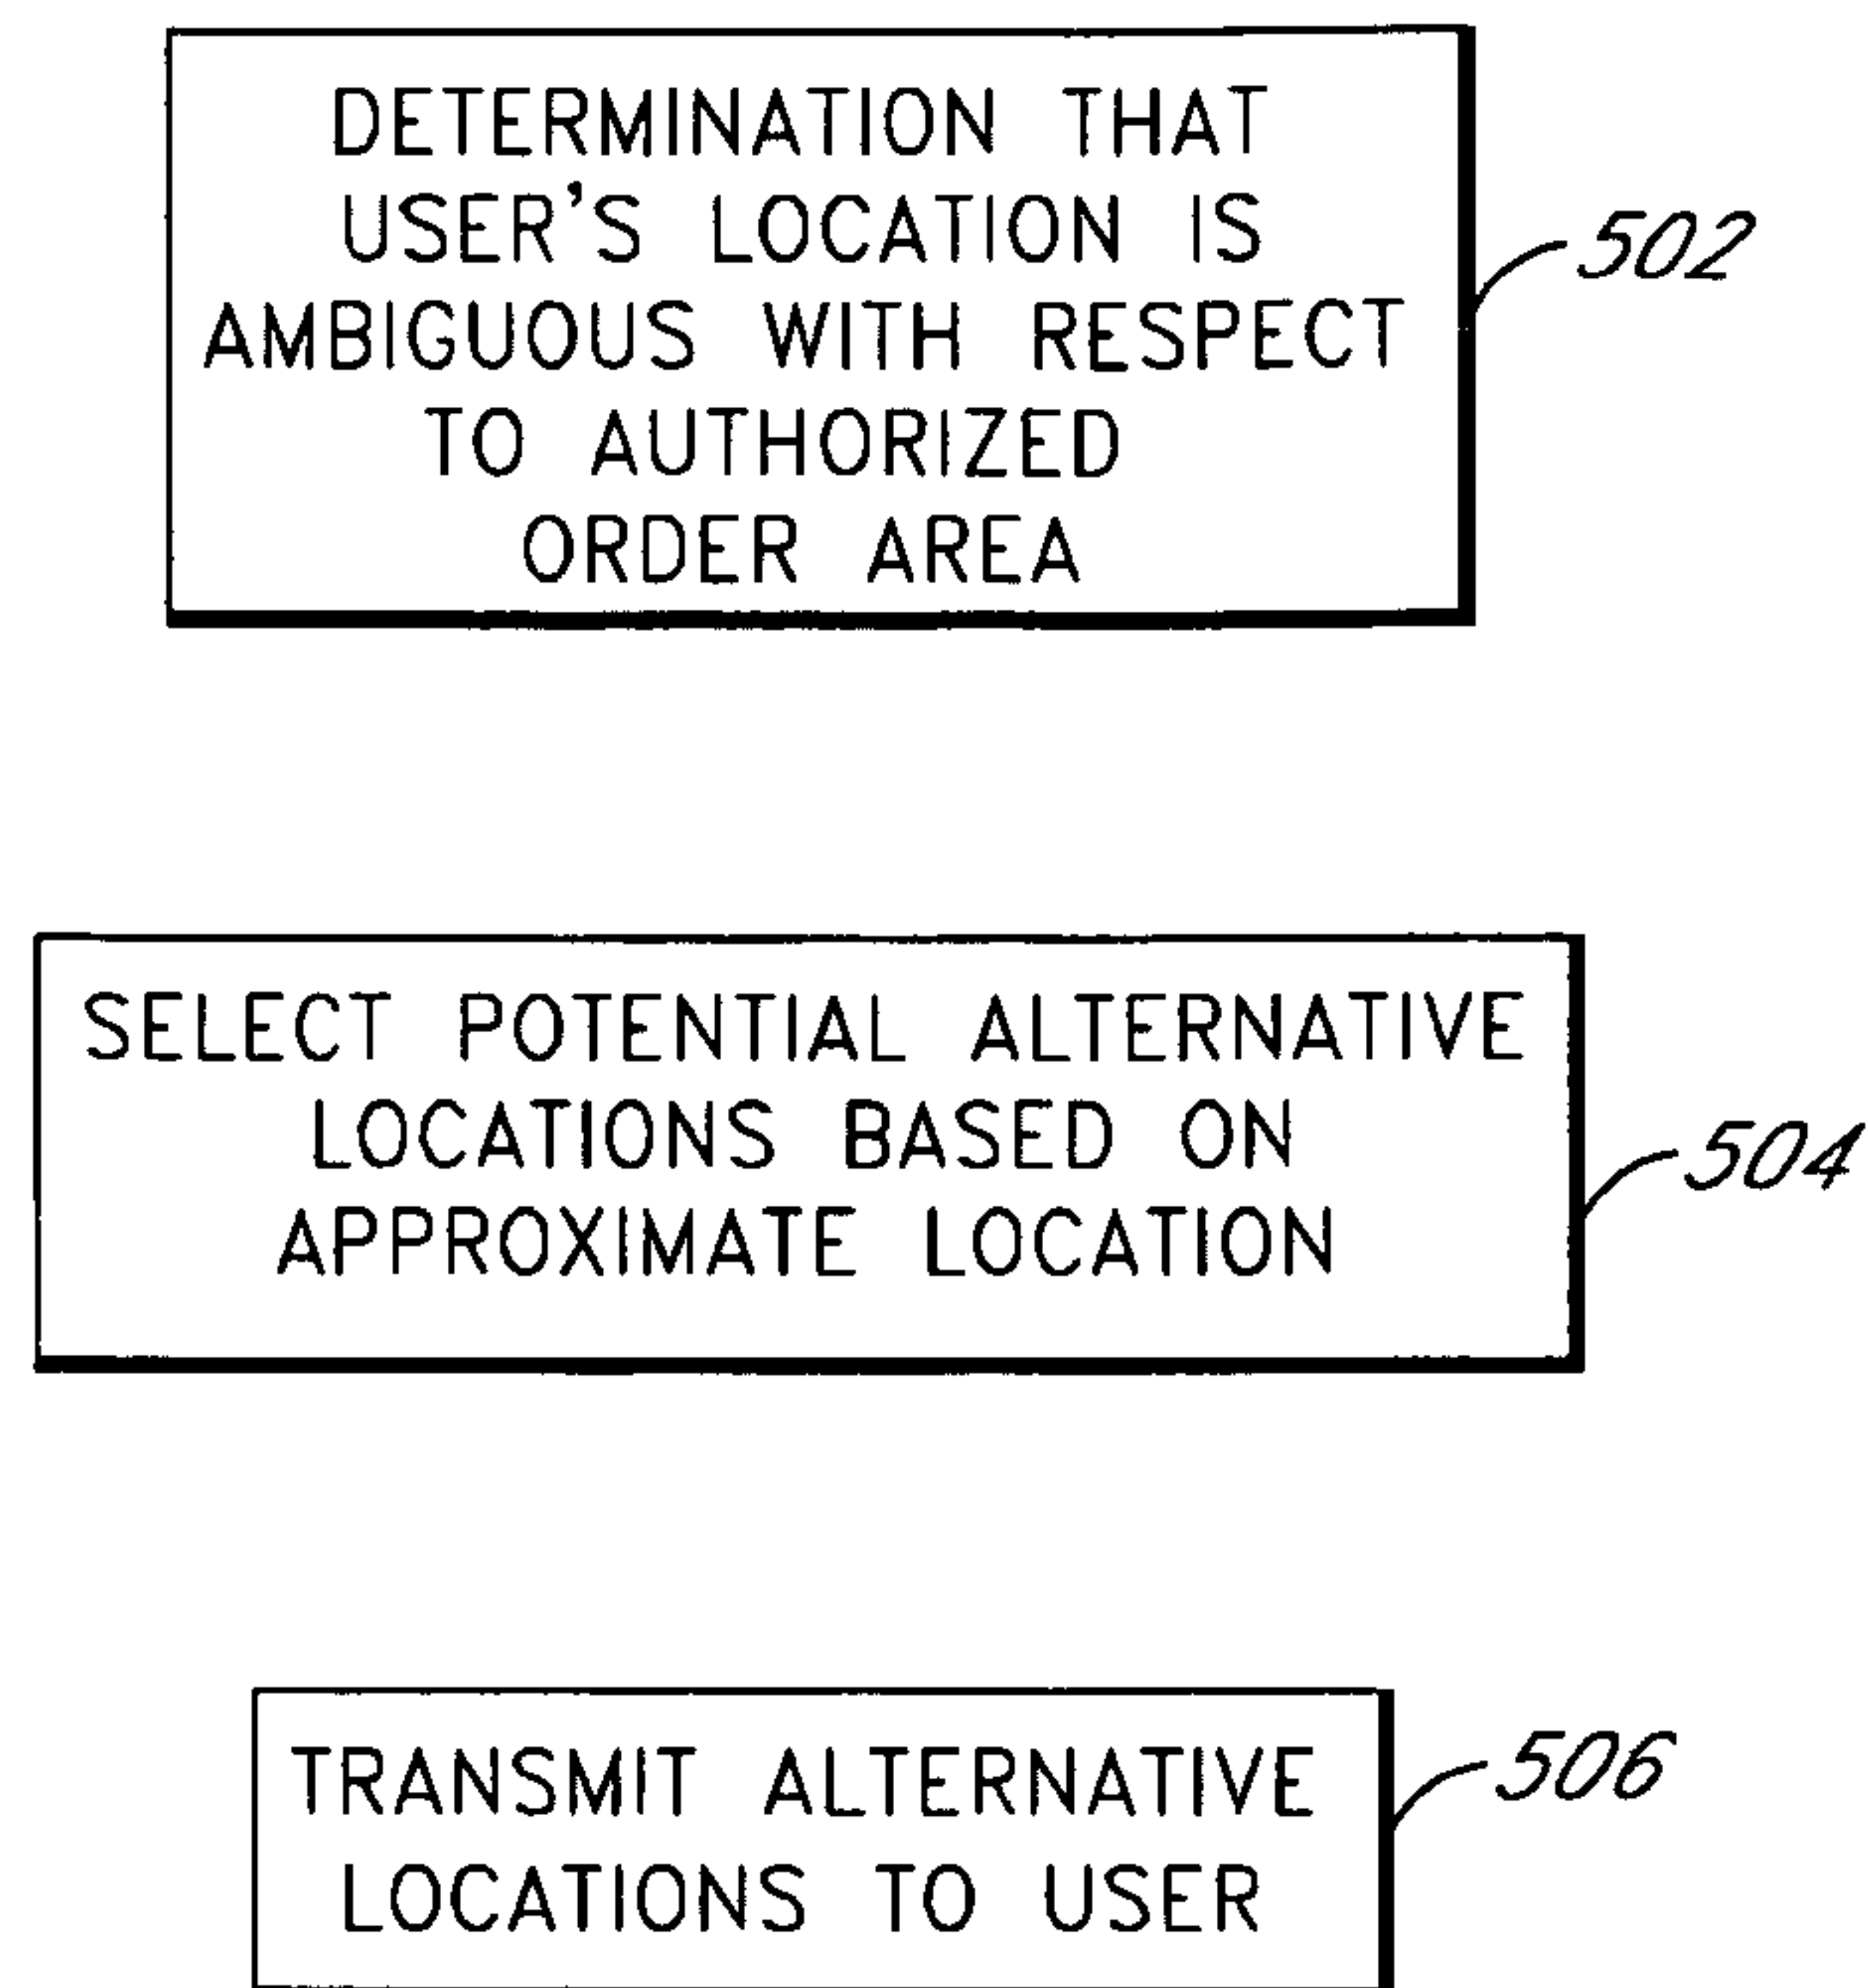 DETERMINATION THAT
USER'S LOCATION IS
AMBIGUOUS WITH RESPECT
TO AUTHORIZED
ORDER AREA
502
SELECT POTENTIAL ALTERNATIVE
LOCATIONS BASED ON
APPROXIMATE LOCATION
504
TRANSMIT ALTERNATIVE
LOCATIONS TO USER
506